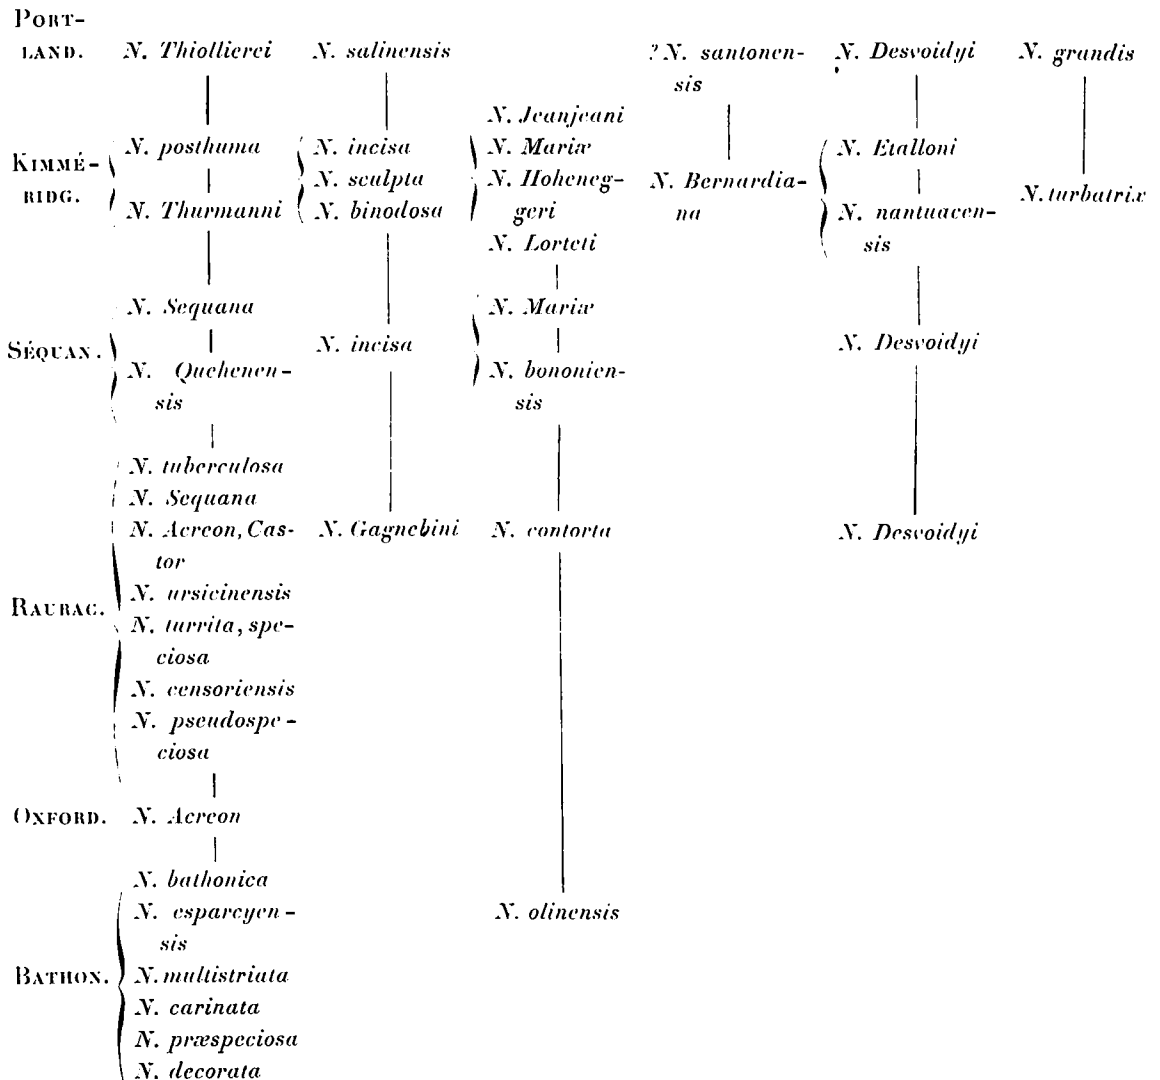 PORT-
LAND. N. Thiollierei N. salinensis ? N. santonen- N. Desvoidyi N. grandis
sis
N. Jeanjeani
N. posthuma N. incisa N. Mariæ N. Etalloni
KIMMÉ-
RIDG.
N. sculpta N. Hoheneg- N. Bernardia- N. turbatrix
N. Thurmanni N. binodosa geri na N. nantuacen-
N. Lorteti sis
N. Sequana N. Mariæ
SÉQUAN. N. incisa N. Desvoidyi
N. Quehenen- N. bononien-
sis sis
N. tuberculosa
N. Sequana
N. Acreon, Cas- N. Gagnebini N. contorta N. Desvoidyi
tor
RAURAC. N. ursicinensis
N. turrita, spe-
ciosa
N. censoriensis
N. pseudospe-
ciosa
OXFORD. N. Acreon
N. bathonica
N. esparcyen- N. olinensis
sis
BATHON. N. multistriata
N. carinata
N. præspeciosa
N. decorata